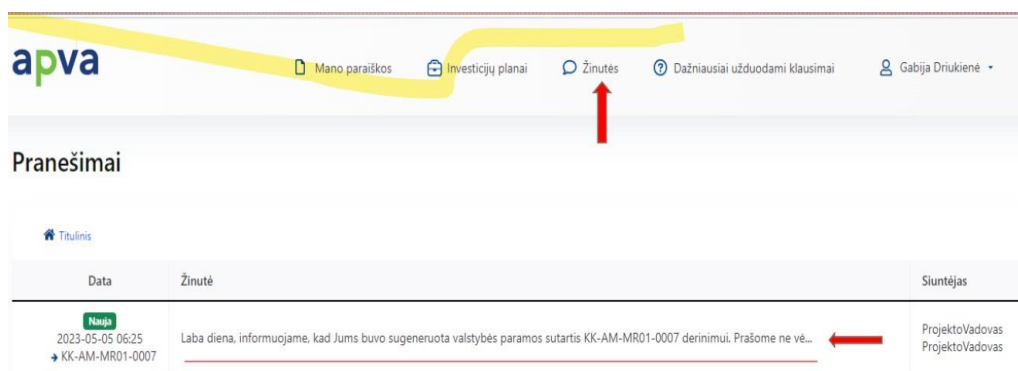 apva
Mano paraiškos
Investicijų planai
Žinutės
Dažniausiai užduodami klausimai
Gabija Driukienė
Pranešimai
Titulinis
Data
Žinutė
Siuntėjas
Nauja
2023-05-05 06:25
KK-AM-MR01-0007
Laba diena, informuojame, kad Jums buvo sugeneruota valstybės paramos sutartis KK-AM-MR01-0007 derinimui. Prašome ne vė...
ProjektoVadovas
ProjektoVadovas